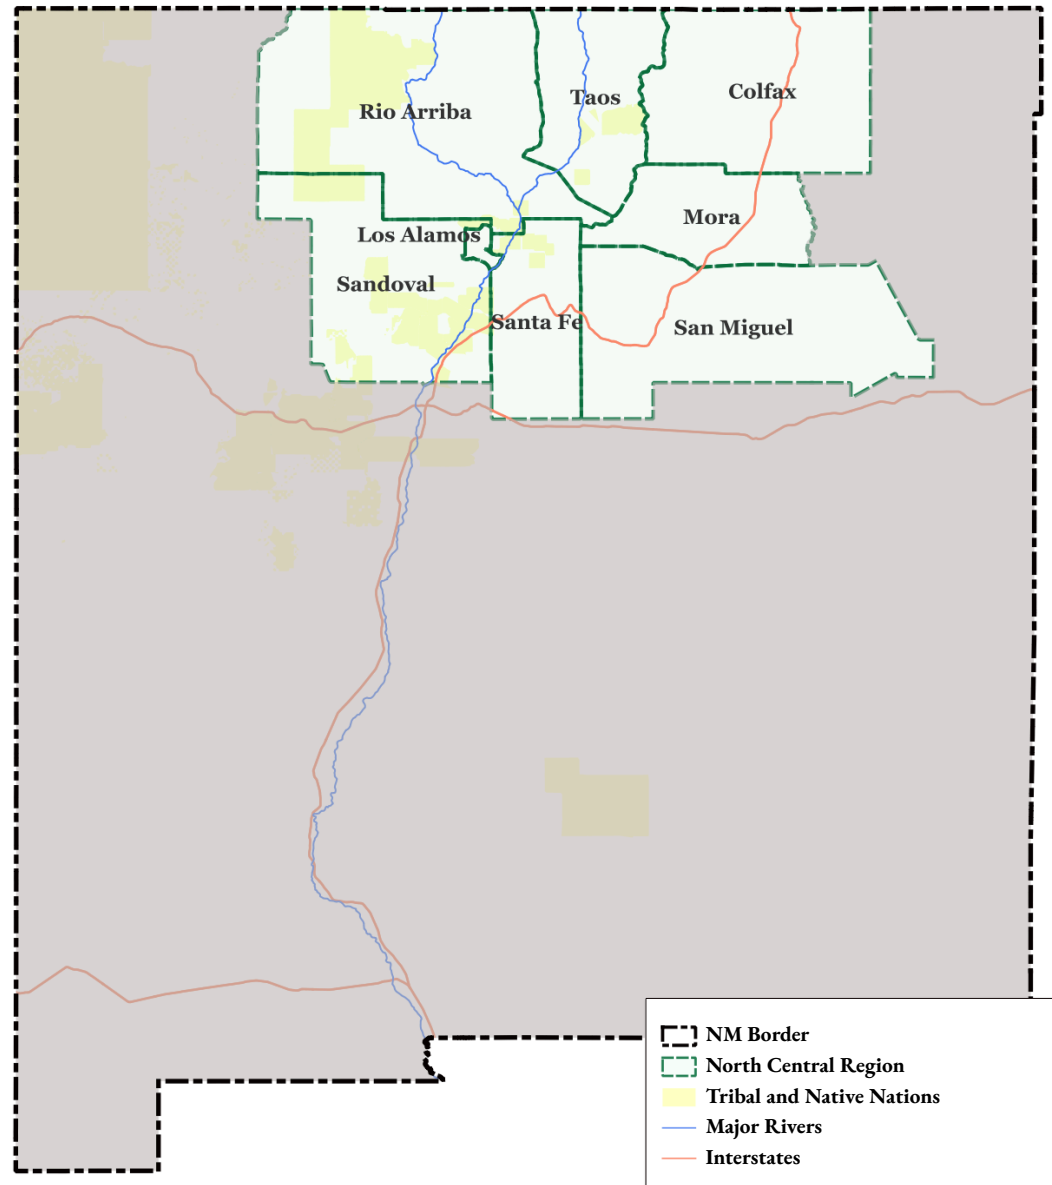 Colfax
Taos
Rio Arriba
Mora
Los Alamos
Sandoval
Santa Fe
San Miguel
NM Border
North Central Region
Tribal and Native Nations
Major Rivers
Interstates